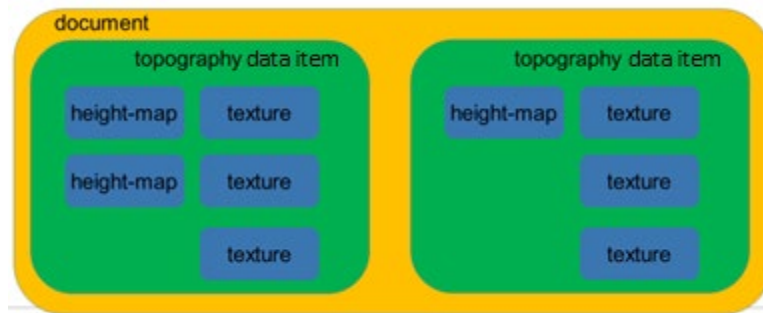 document
topography data item
height-map texture
height-map texture
texture
topography data item
height-map texture
texture
texture